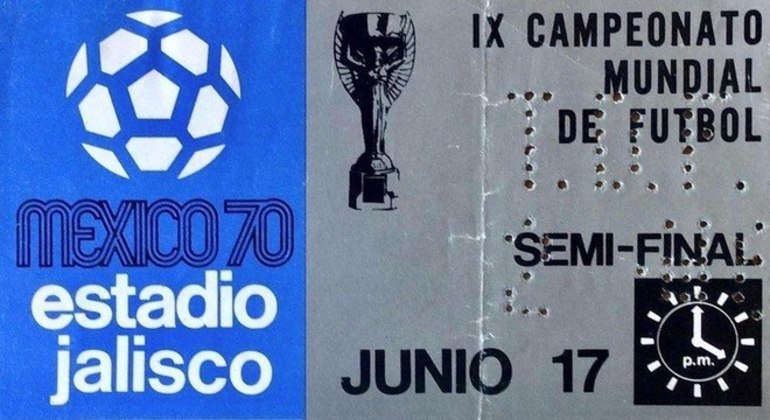 MEXICO 70
estadio
jalisco
IX CAMPEONATO
MUNDIAL
DE FUTBOL
SEMI-FINAL
JUNIO 17
p.m.